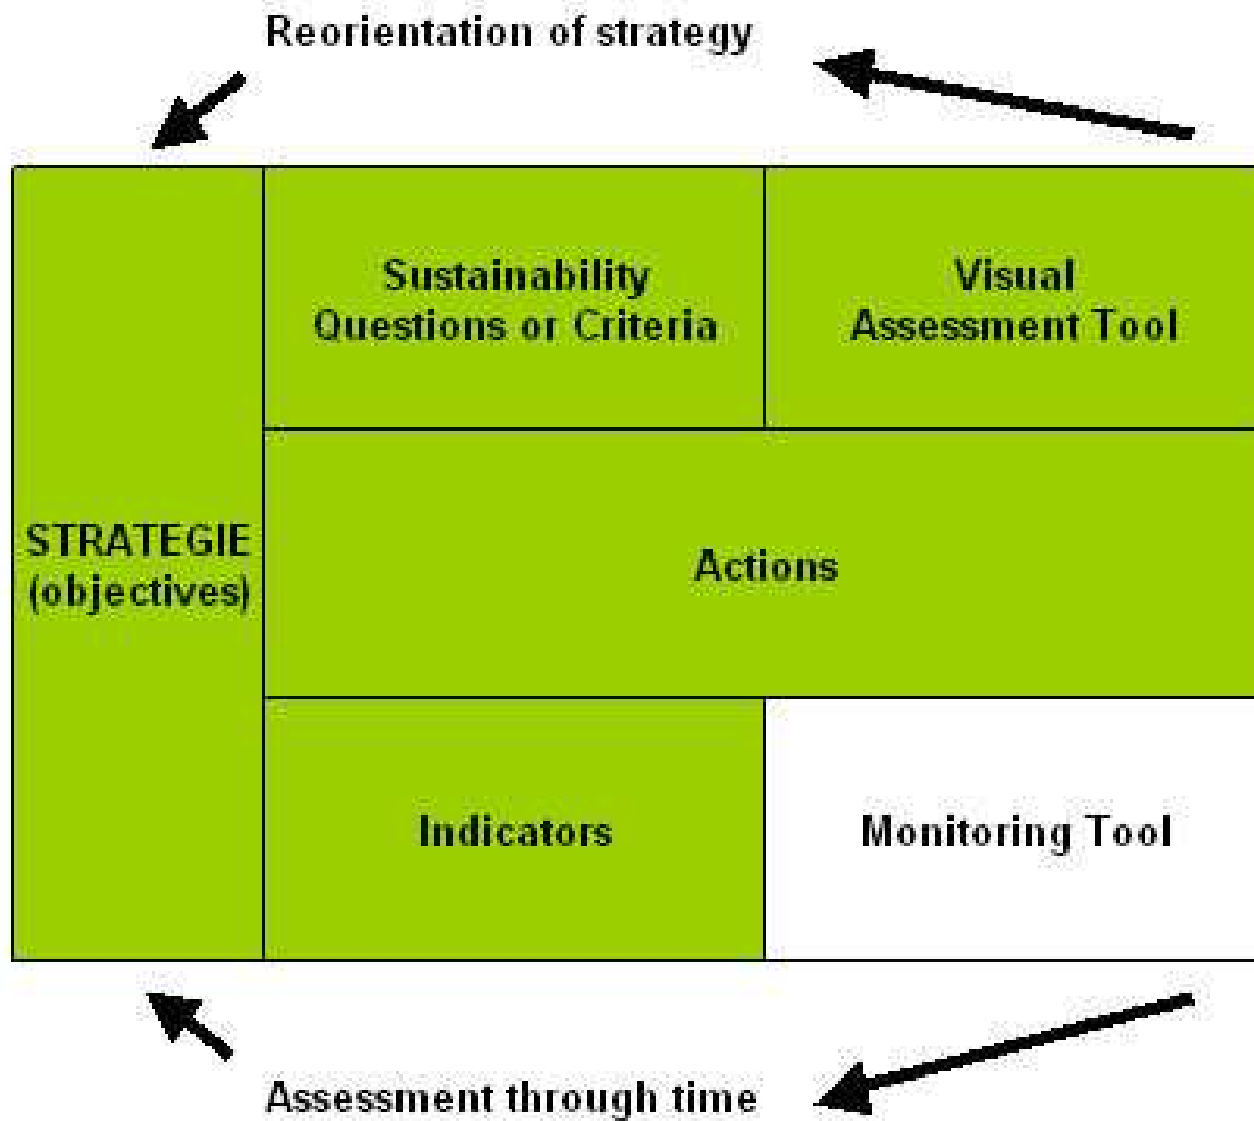 Reorientation of strategy
Sustainability
Questions or Criteria
Visual
Assessment Tool
STRATEGIE
(objectives)
Actions
Indicators
Monitoring Tool
Assessment through time